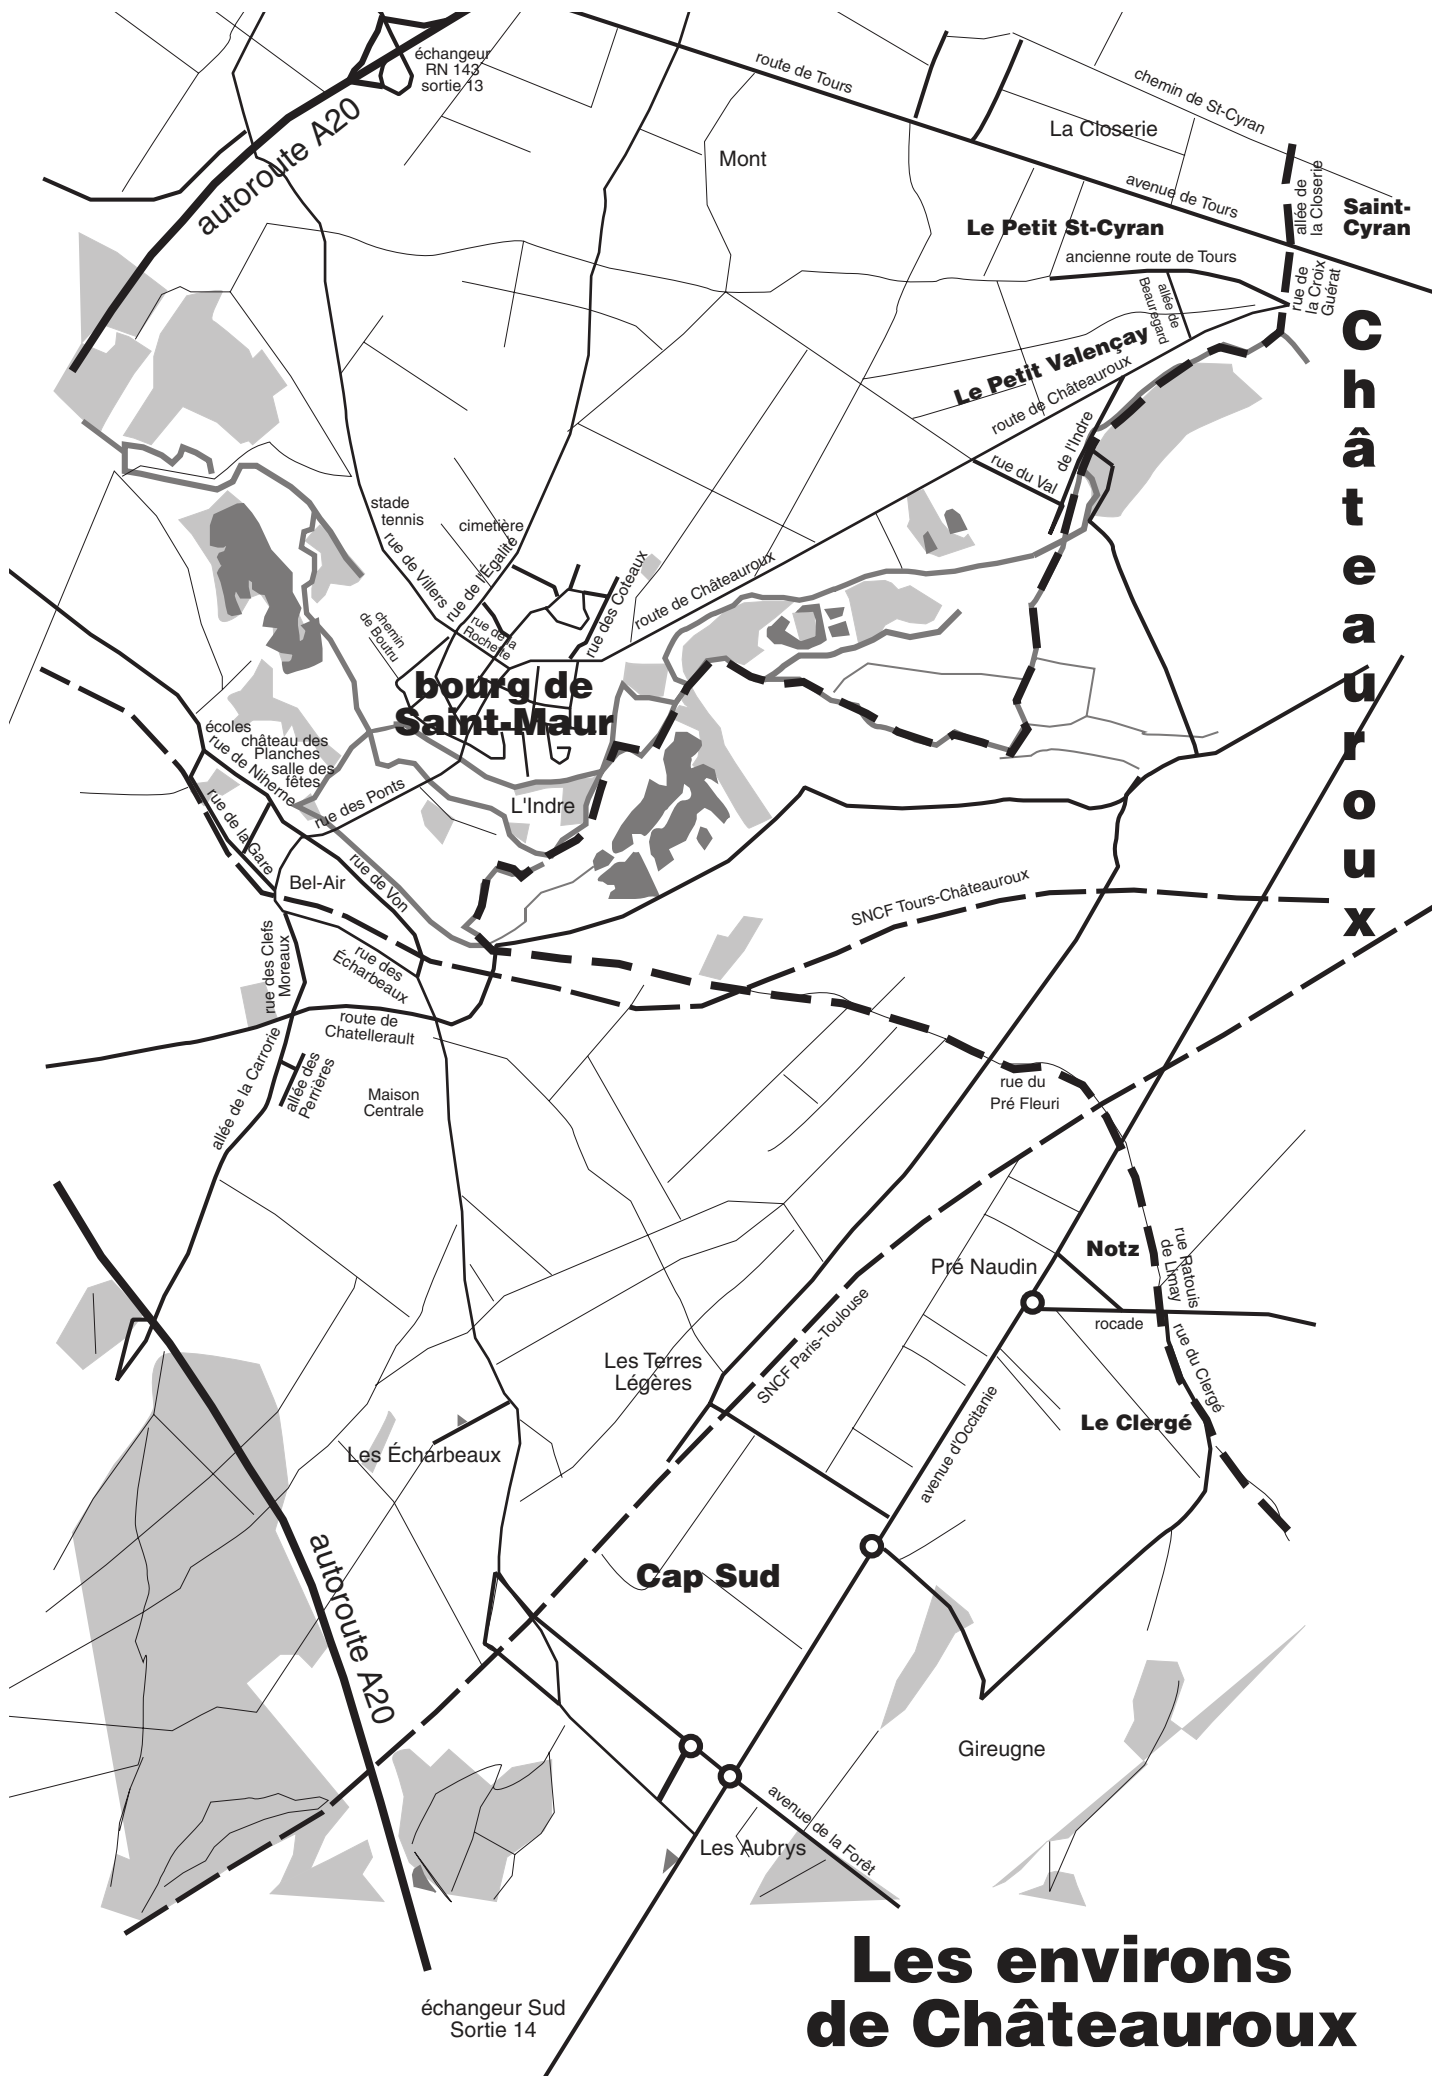 échangeur
RN 143
sortie 13
autoroute A20
route de Tours
chemin de St-Cyran
La Closerie
Mont
avenue de Tours
allée de
la Closerie
Saint-
Cyran
Le Petit St-Cyran
ancienne route de Tours
rue de
la Croix
Guérat
allée de
Beauregard
Le Petit Valençay
route de Châteauroux
Châteauroux
rue du Val
de l'Indre
stade
tennis
cimetière
rue de Villers
rue de l'Égalité
rue de la
Rochette
rue des Coteaux
route de Châteauroux
chemin
de Boutru
bourg de
Saint-Maur
écoles
château des
Planches
salle des
fêtes
rue de Niherne
rue des Ponts
L'Indre
rue de la Gare
Bel-Air
rue de Von
SNCF Tours-Châteauroux
rue des Clefs
Moreaux
rue des
Écharbeaux
route de
Chatellerault
allée de la Carrorie
allée des
Perrières
Maison
Centrale
rue du
Pré Fleuri
Notz
rue Ratouis
de Limay
Pré Naudin
rocade
SNCF Paris-Toulouse
rue du Clergé
Les Terres
Légères
Le Clergé
avenue d'Occitanie
Les Écharbeaux
autoroute A20
Cap Sud
Gireugne
avenue de la Forêt
Les Aubrys
échangeur Sud
Sortie 14
Les environs
de Châteauroux